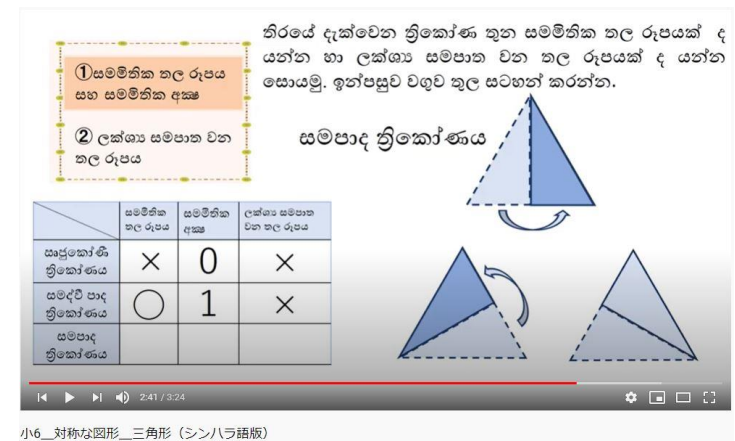 තිරයේ දැක්වෙන ත්‍රිකෝණ තුන සමමිතික තල රූපයක් ද
යන්න හා ලක්ශ්‍ය සමපාත වන තල රූපයක් ද යන්න
සොයමු. ඉන්පසුව වගුව තුල සටහන් කරන්න.
①සමමිතික තල රූපය
සහ සමමිතික අක්‍ෂ
② ලක්ශ්‍ය සමපාත වන
තල රූපය
සමපාද ත්‍රිකෝණය
සමමිතික තල රූපය සමමිතික අක්‍ෂ ලක්ශ්‍ය සමපාත වන තල රූපය
ඍජුකෝණී ත්‍රිකෝණය × 0 ×
සමද්වී පාද ත්‍රිකෝණය ○ 1 ×
සමපාද ත්‍රිකෝණය
2:41 / 3:24
小6__対称な図形__三角形（シンハラ語版）